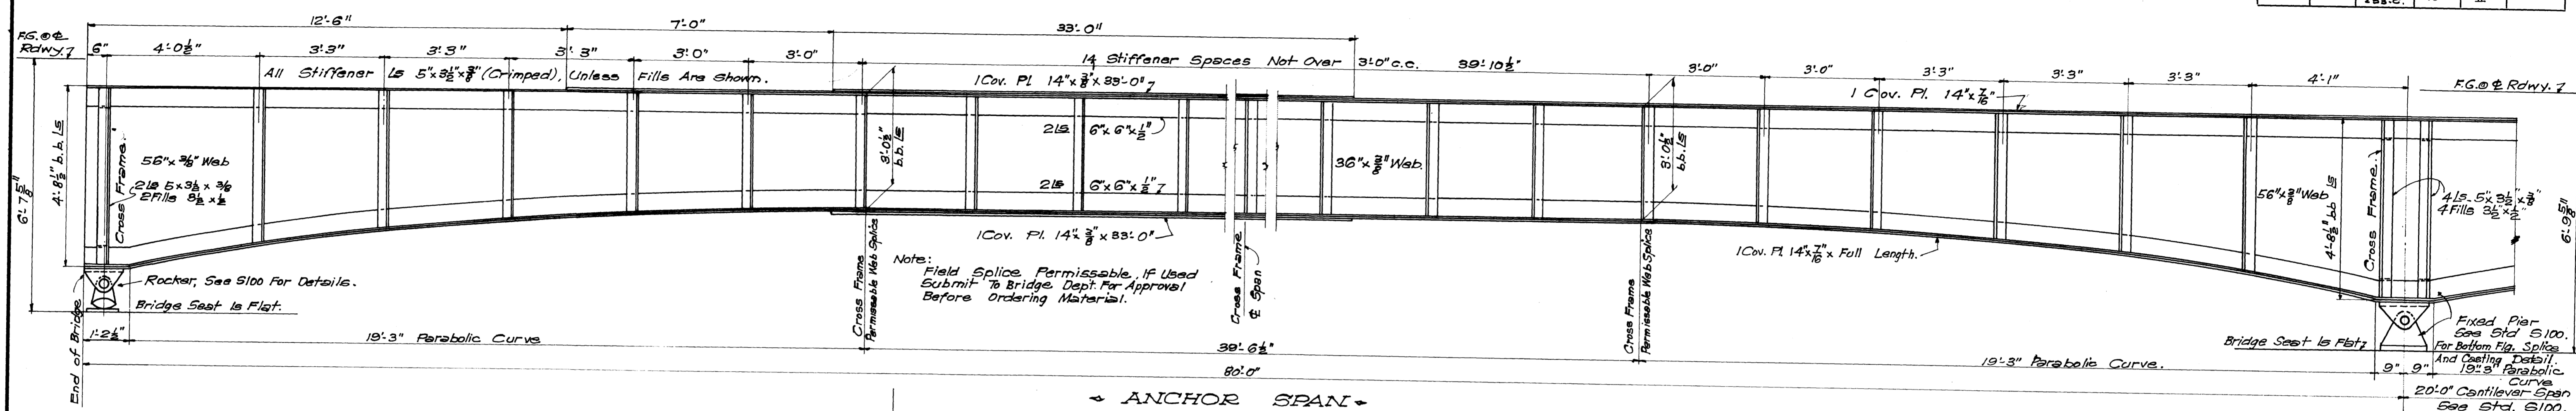 12'-6"
7'-0"
33'-0"
F.G.@ ℄
Rdwy.
6"
4'-0½"
3'-3"
3'-3"
3'-3"
3'-0"
3'-0"
14 Stiffener Spaces Not Over 3'-0" c.c.
39'-10½"
3'-0"
3'-0"
3'-3"
3'-3"
3'-3"
4'-1"
F.G.@ ℄ Rdwy.
All Stiffener Ls 5"x3½"x⅜" (Crimped), Unless Fills Are Shown.
1 Cov. Pl. 14"x⅜"x33'-0"
1 Cov. Pl. 14"x7/16"
6'-7⅝"
4'-8½" b.b. Ls
Cross Frame.
56"x⅜" Web
2 Ls 5x3½x⅜
2 Fills 3½x½
3'-0½"
b.b. Ls
2 Ls 6"x6"x½"
2 Ls 6"x6"x½"
36"x⅜" Web.
3'-0½"
b.b. Ls
56"x⅜" Web
4'-8½" bb Ls
Cross Frame.
4 Ls-5"x3½"x⅜"
4 Fills 3½"x½"
6'-9⅝"
1 Cov. Pl. 14"x⅜"x33'-0"
1 Cov. Pl. 14"x7/16" x Full Length.
Rocker, See S100 For Details.
Bridge Seat Is Flat.
Note:
Field Splice Permissable, If Used
Submit To Bridge Dept. For Approval
Before Ordering Material.
Cross Frame
Permissable Web Splics
Cross Frame
℄ Span
Cross Frame
Permissable Web Splics
Fixed Pier
See Std S100.
For Bottom Flg. Splice
And Casting Detail.
Bridge Seat Is Flat
End of Bridge
1'-2½"
19'-3" Parabolic Curve
39'-6½"
19'-3" Parabolic Curve.
9" 9"
19'-3" Parabolic
Curve
80'-0"
20'-0" Cantilever Span
See Std. S100.
ANCHOR SPAN